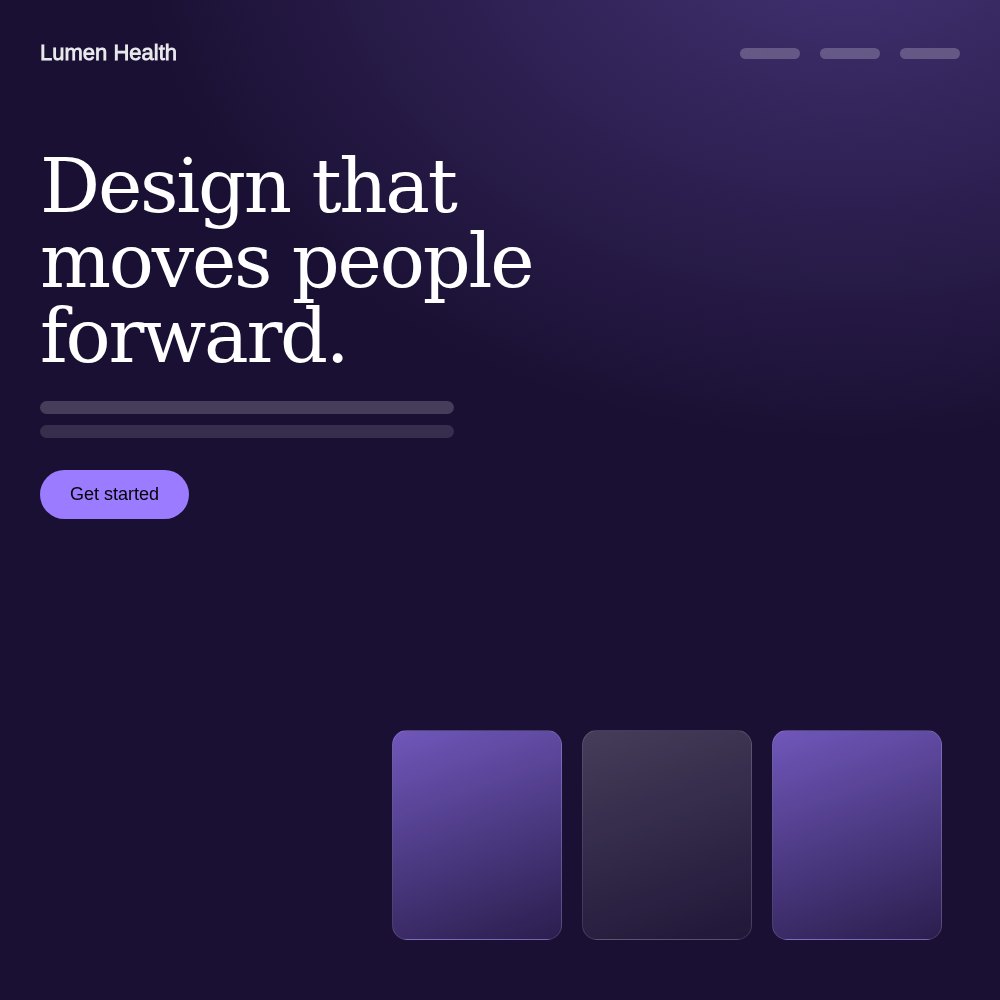 Lumen Health
Design that
moves people
forward.
Get started